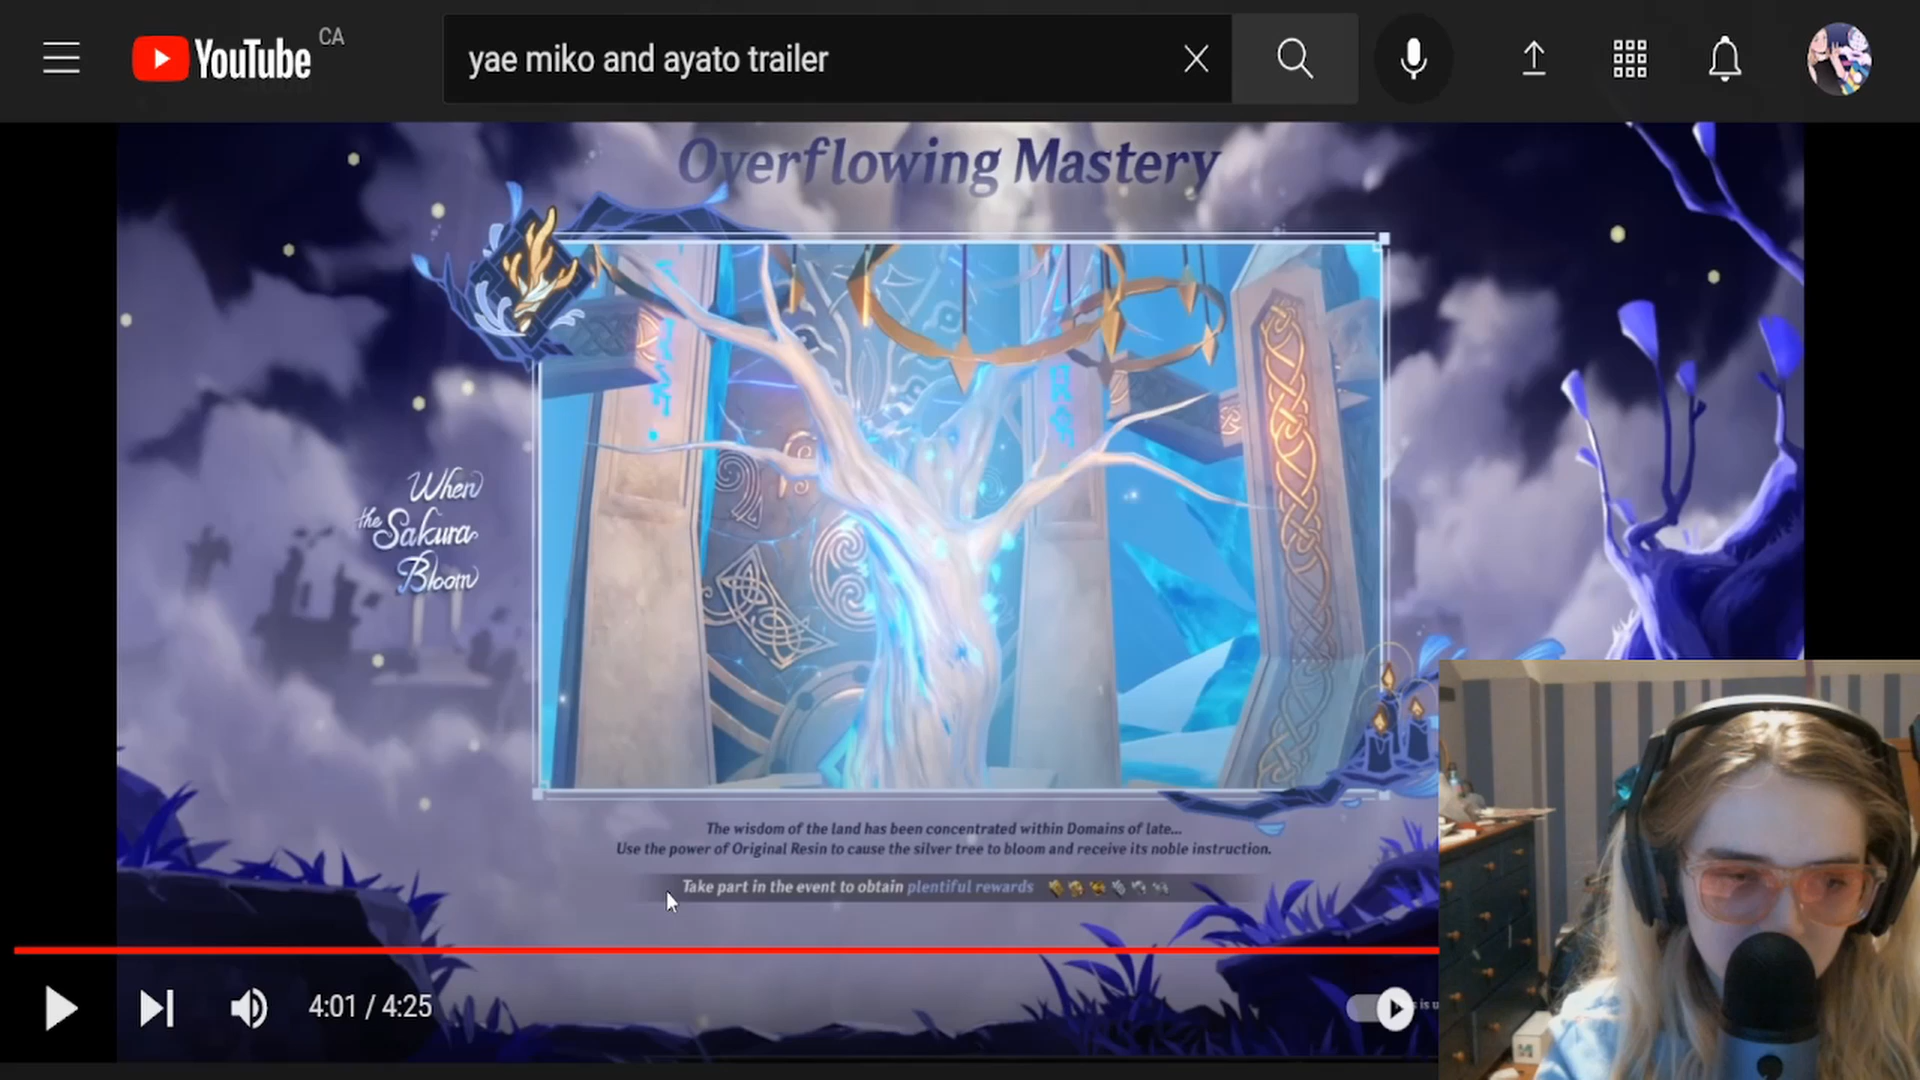 YouTube CA
yae miko and ayato trailer
Overflowing Mastery
When
the Sakura
Bloom
The wisdom of the land has been concentrated within Domains of late...
Use the power of Original Resin to cause the silver tree to bloom and receive its noble instruction.
Take part in the event to obtain plentiful rewards
4:01 / 4:25